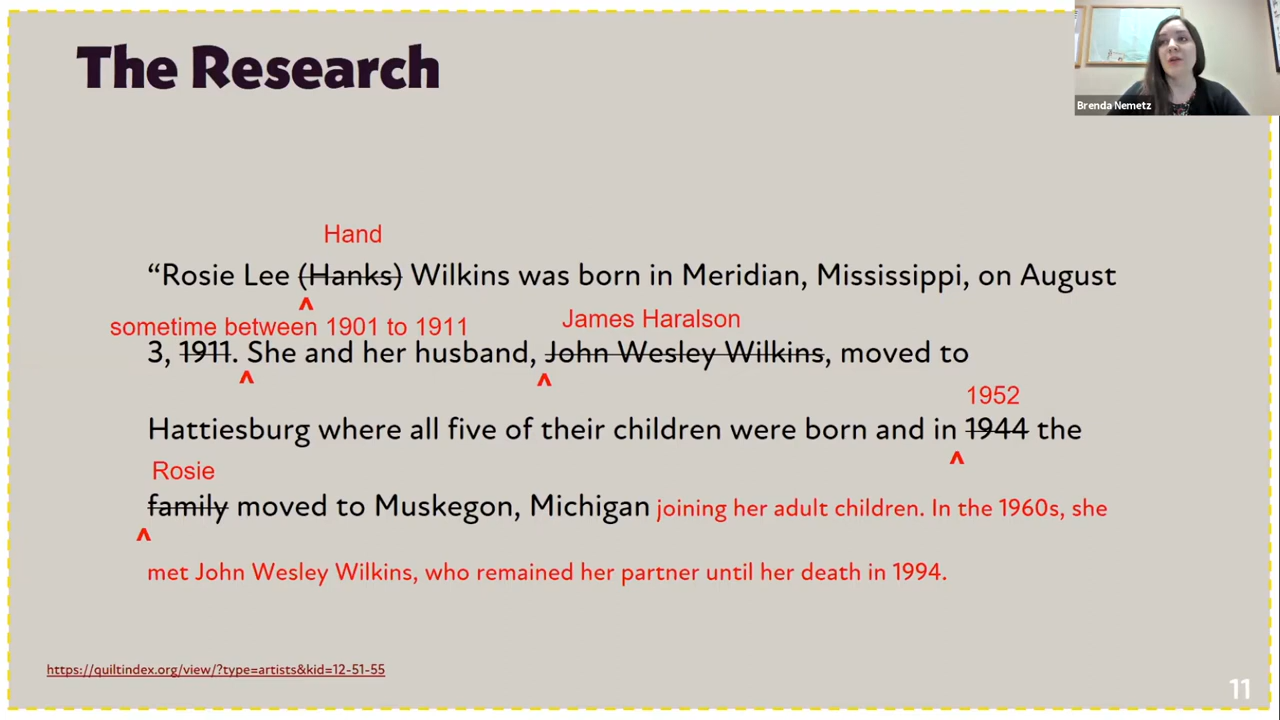 The Research
Brenda Nemetz
Hand
“Rosie Lee (Hanks) Wilkins was born in Meridian, Mississippi, on August
^
sometime between 1901 to 1911
James Haralson
3, 1911. She and her husband, John Wesley Wilkins, moved to
^ ^
1952
Hattiesburg where all five of their children were born and in 1944 the
^
Rosie
family moved to Muskegon, Michigan joining her adult children. In the 1960s, she
^
met John Wesley Wilkins, who remained her partner until her death in 1994.
https://quiltindex.org/view/?type=artists&kid=12-51-55
11